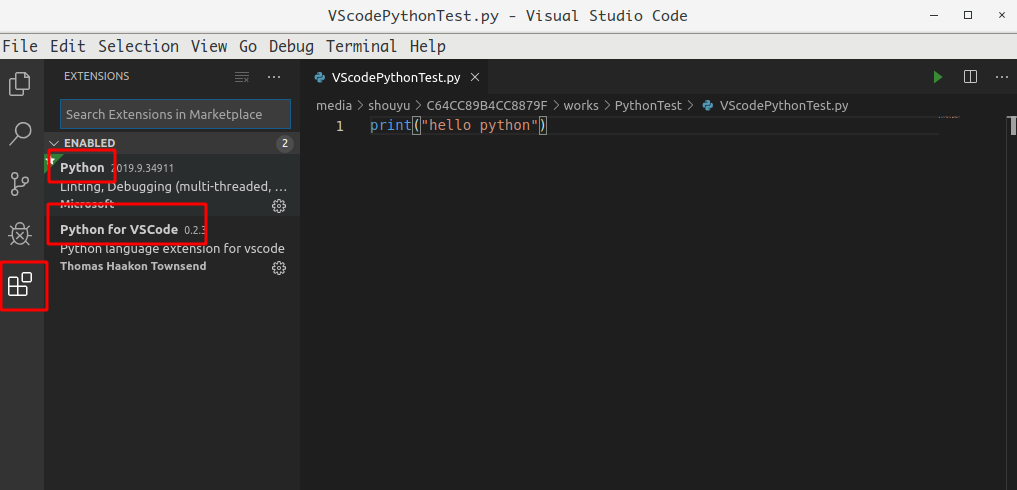 VScodePythonTest.py - Visual Studio Code
File Edit Selection View Go Debug Terminal Help
EXTENSIONS
VScodePythonTest.py
Search Extensions in Marketplace
media > shouyu > C64CC89B4CC8879F > works > PythonTest > VScodePythonTest.py
1 print("hello python")
ENABLED 2
Python 2019.9.34911
Linting, Debugging (multi-threaded, ...
Microsoft
Python for VSCode 0.2.3
Python language extension for vscode
Thomas Haakon Townsend